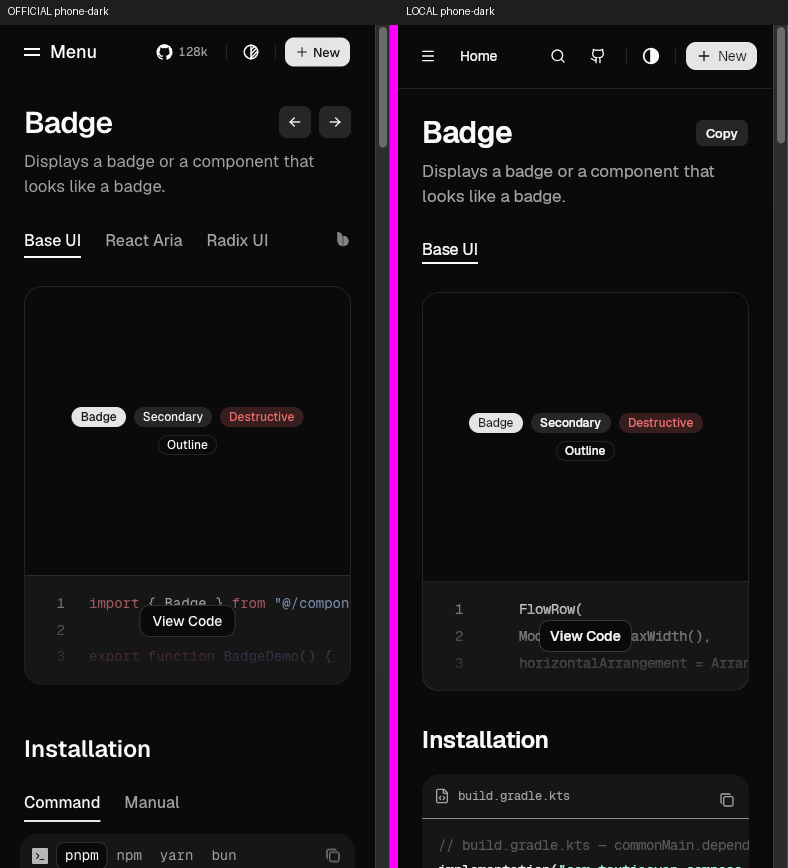 OFFICIAL phone-dark
Menu
128k
+ New
Badge
Displays a badge or a component that
looks like a badge.
Base UI
React Aria
Radix UI
Badge
Secondary
Destructive
Outline
1 import { Badge } from "@/compon
2
View Code
3 export function BadgeDemo() {
Installation
Command
Manual
pnpm
npm
yarn
bun
LOCAL phone-dark
Home
+ New
Badge
Copy
Displays a badge or a component that
looks like a badge.
Base UI
Badge
Secondary
Destructive
Outline
1 FlowRow(
2 Mod axWidth(),
View Code
3 horizontalArrangement = Arran
Installation
build.gradle.kts
// build.gradle.kts — commonMain.depend